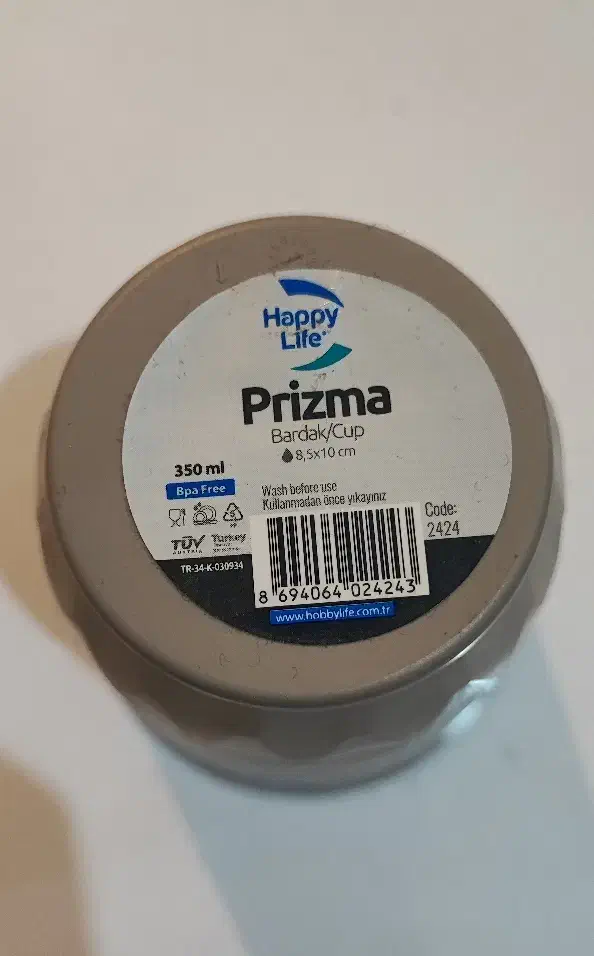 Happy
Life
Prizma
Bardak/Cup
8,5x10 cm
350 ml
Bpa Free
Wash before use
Kullanmadan önce yıkayınız
Code:
2424
TÜV
AUSTRIA
Turkey
TR-34-K-030934
8 694064 024243
www.hobbylife.com.tr